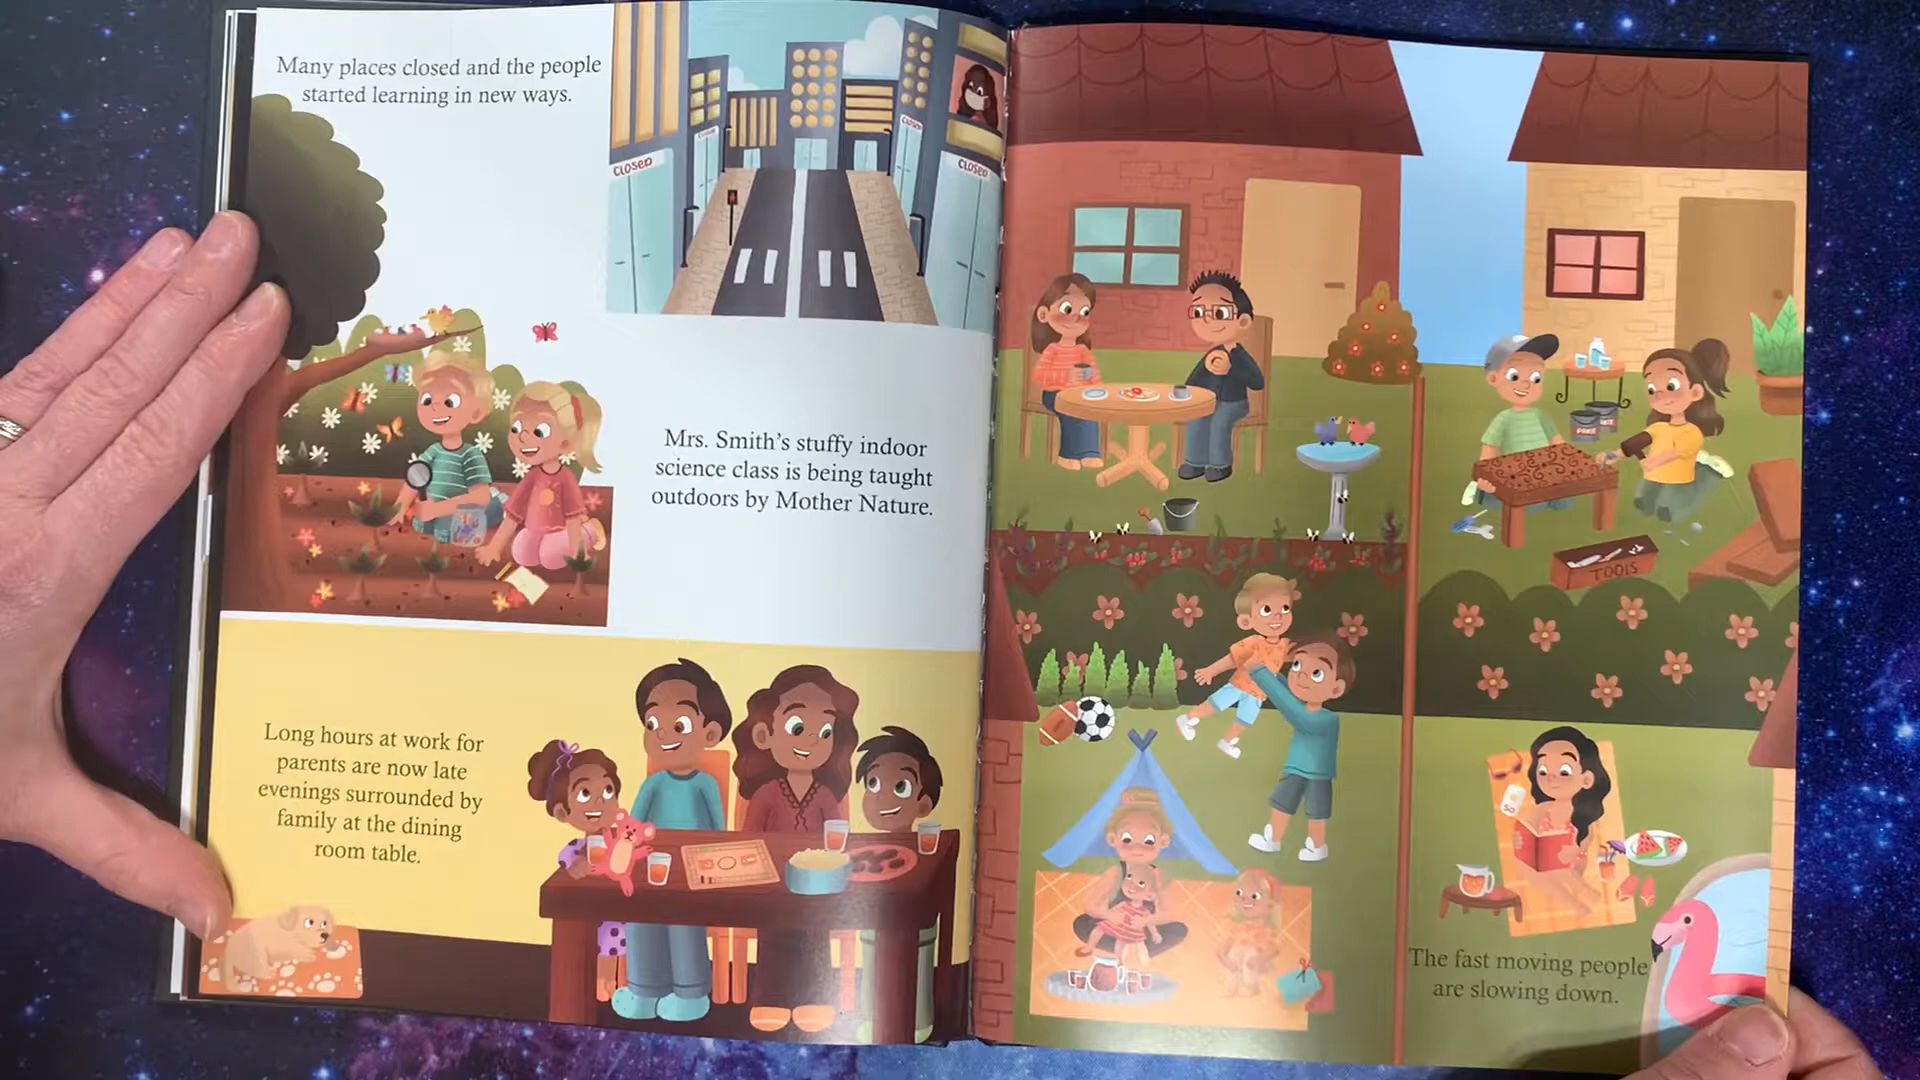 Many places closed and the people
started learning in new ways.
CLOSED
CLOSED
CLOSED
CLOSED
Mrs. Smith's stuffy indoor
science class is being taught
outdoors by Mother Nature.
Long hours at work for
parents are now late
evenings surrounded by
family at the dining
room table.
TOOLS
50
The fast moving people
are slowing down.